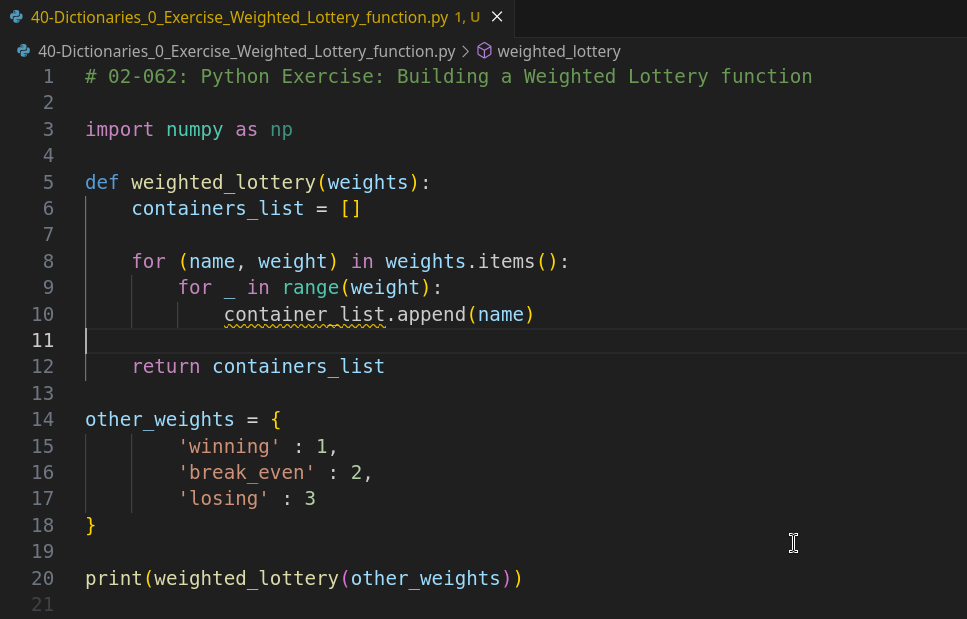 40-Dictionaries_0_Exercise_Weighted_Lottery_function.py 1, U
40-Dictionaries_0_Exercise_Weighted_Lottery_function.py > weighted_lottery
1 # 02-062: Python Exercise: Building a Weighted Lottery function
2
3 import numpy as np
4
5 def weighted_lottery(weights):
6     containers_list = []
7
8     for (name, weight) in weights.items():
9         for _ in range(weight):
10             container_list.append(name)
11
12     return containers_list
13
14 other_weights = {
15         'winning' : 1,
16         'break_even' : 2,
17         'losing' : 3
18 }
19
20 print(weighted_lottery(other_weights))
21